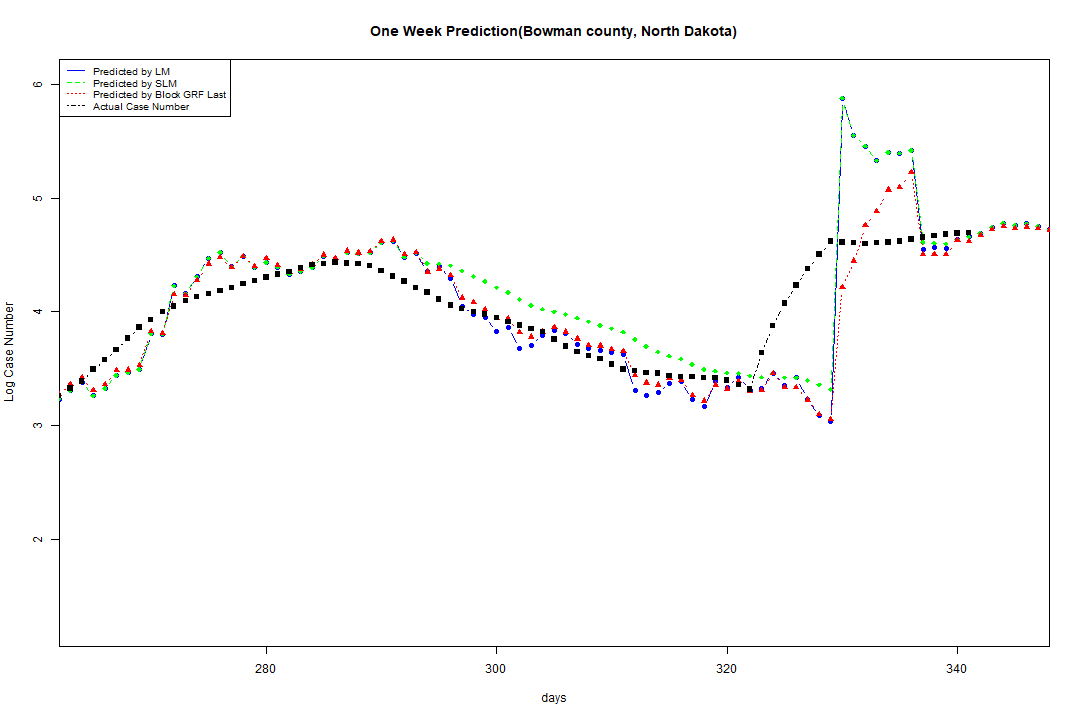 One Week Prediction(Bowman county, North Dakota)
Predicted by LM
Predicted by SLM
Predicted by Block GRF Last
Actual Case Number
6
5
4
3
2
Log Case Number
280 300 320 340
days